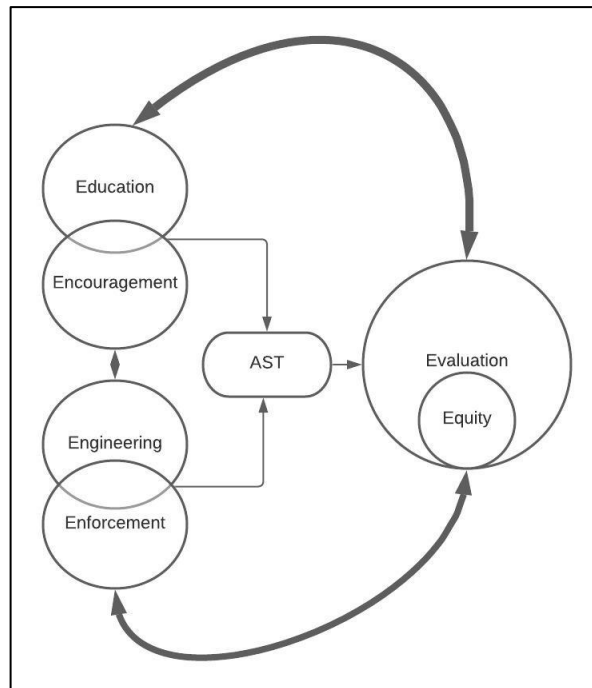 Education
Encouragement
AST
Evaluation
Equity
Engineering
Enforcement